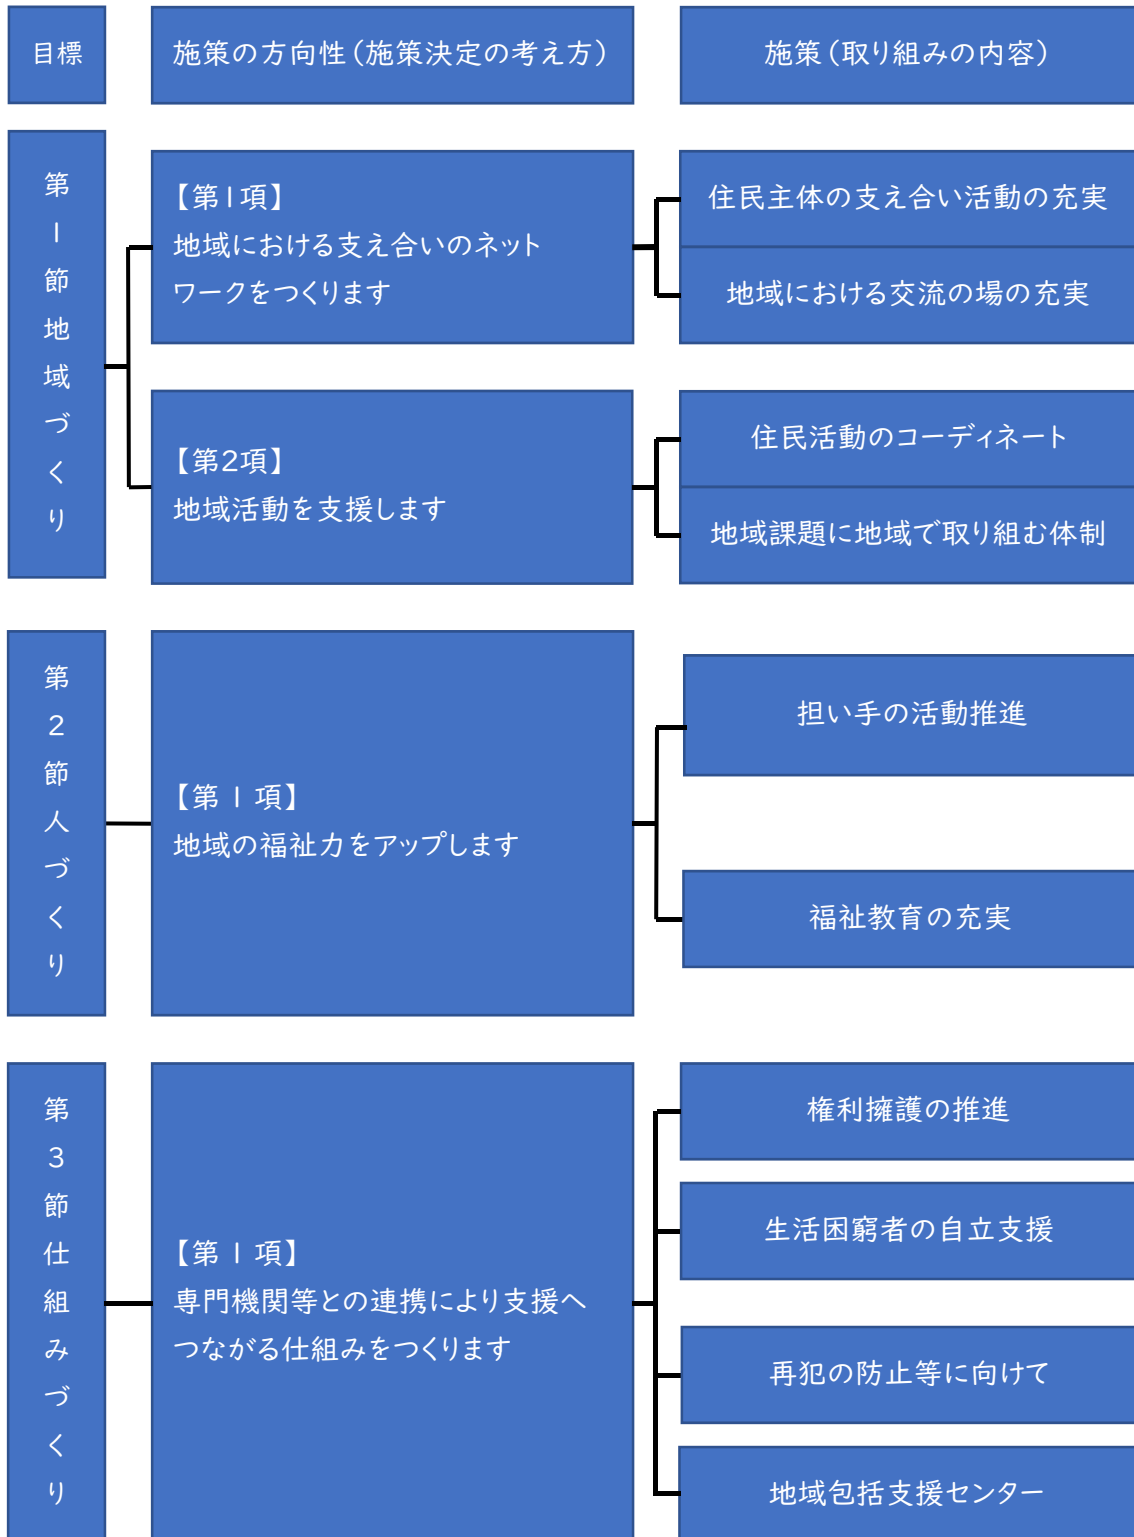 目標
施策の方向性(施策決定の考え方)
施策(取り組みの内容)
第1節地域づくり
【第1項】
地域における支え合いのネット
ワークをつくります
住民主体の支え合い活動の充実
地域における交流の場の充実
【第2項】
地域活動を支援します
住民活動のコーディネート
地域課題に地域で取り組む体制
第2節人づくり
【第1項】
地域の福祉力をアップします
担い手の活動推進
福祉教育の充実
第3節仕組みづくり
【第1項】
専門機関等との連携により支援へ
つながる仕組みをつくります
権利擁護の推進
生活困窮者の自立支援
再犯の防止等に向けて
地域包括支援センター